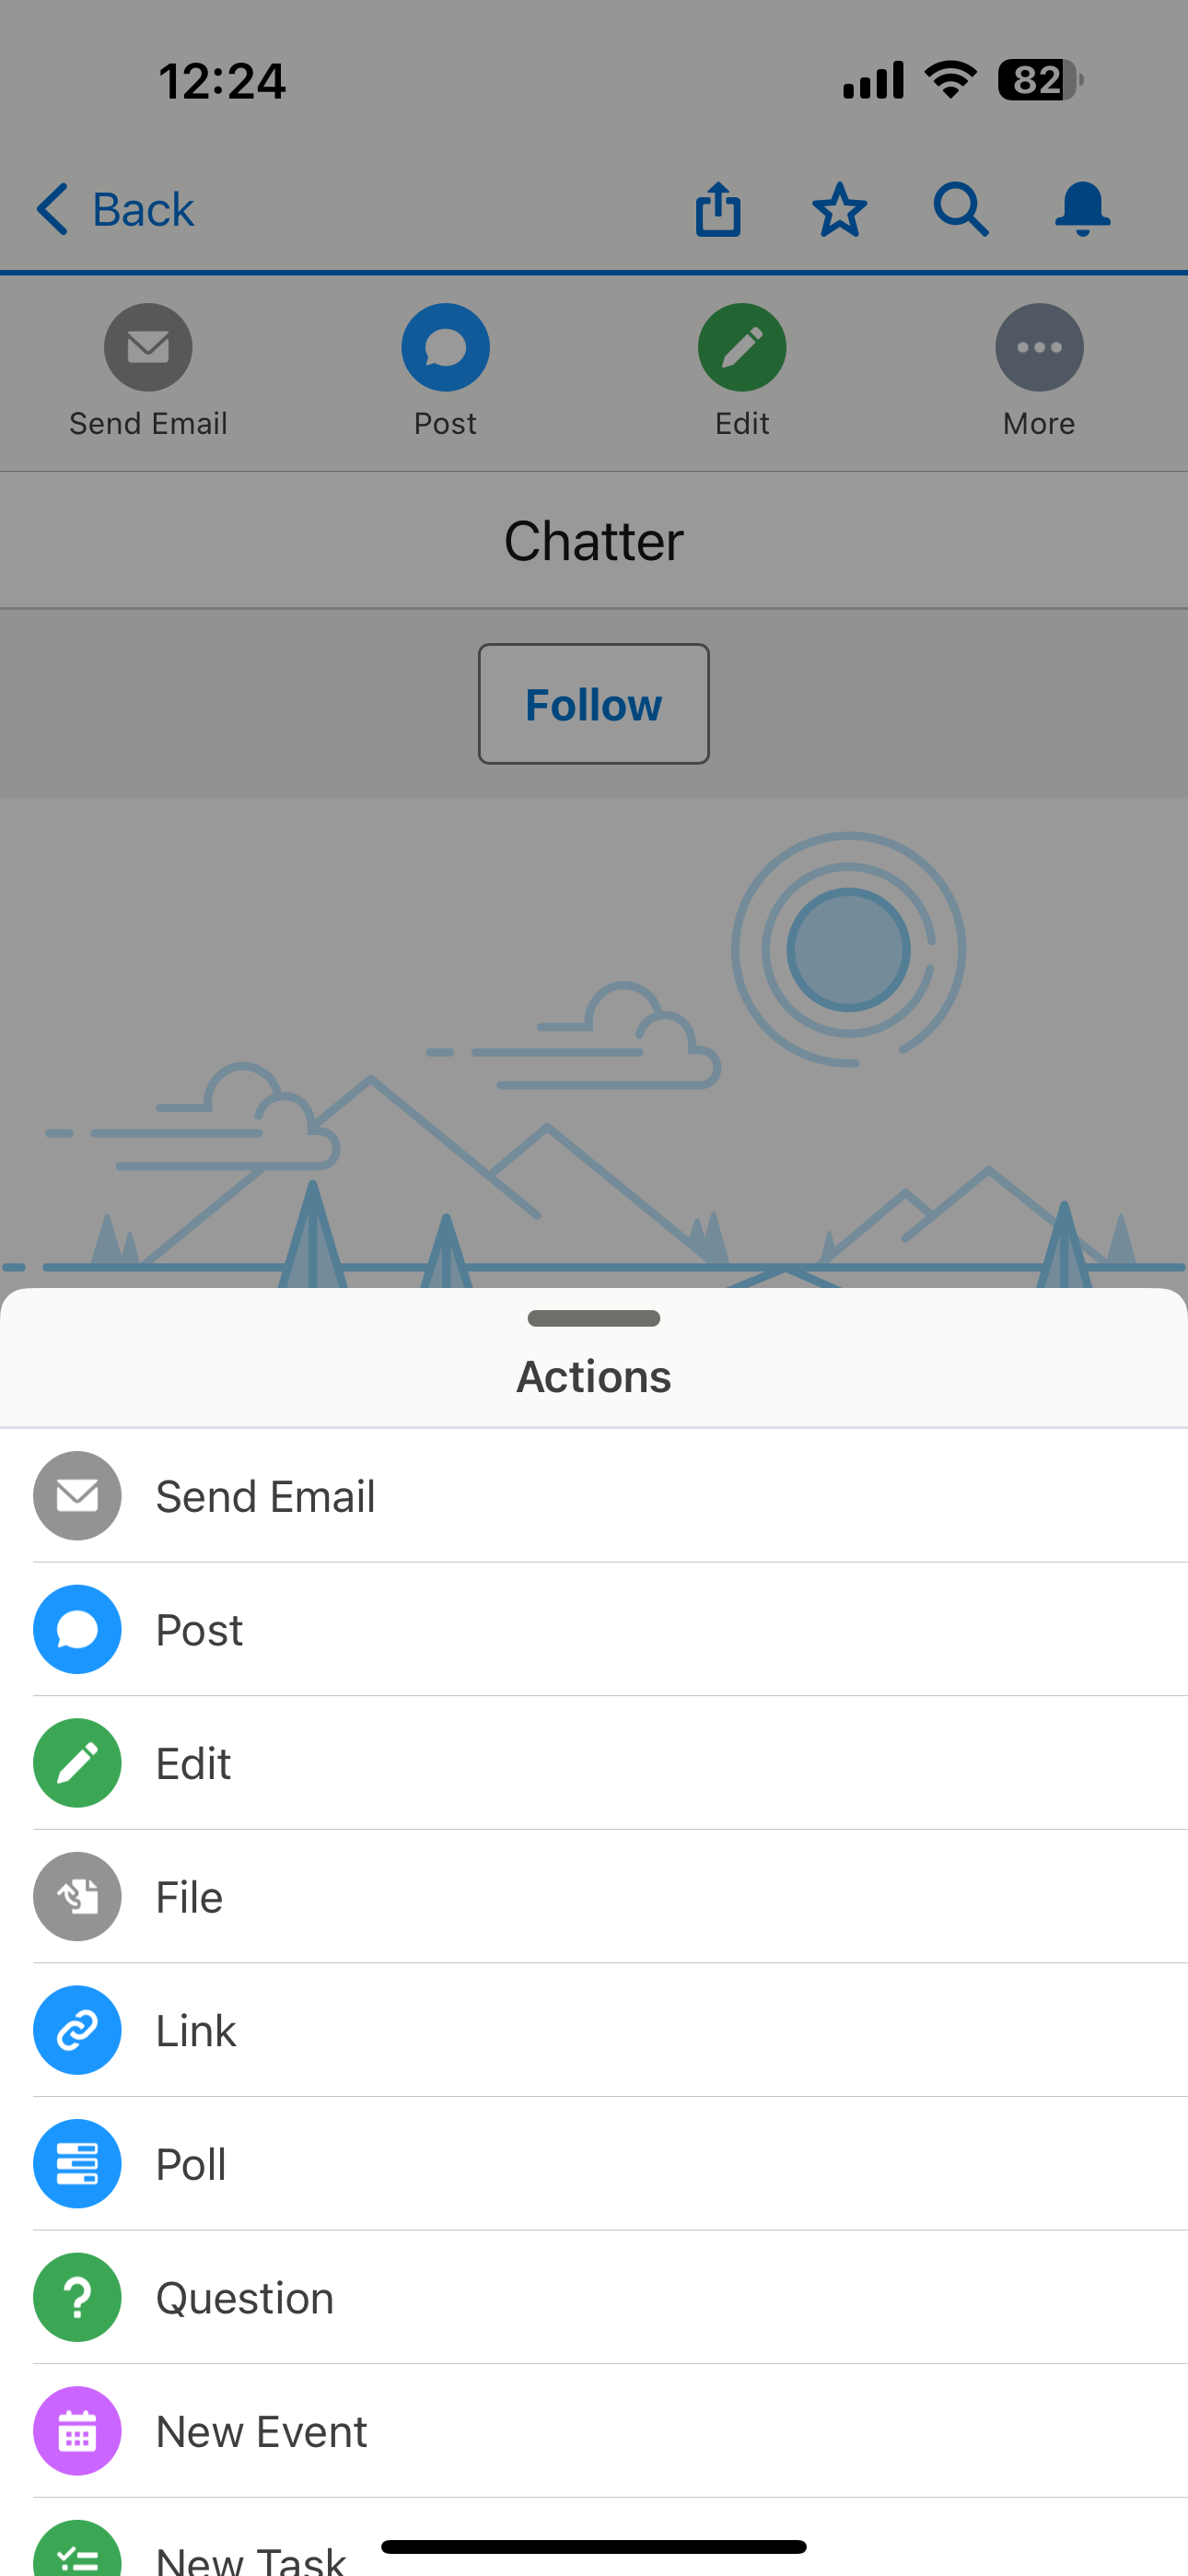 12:24
82
Back
Send Email
Post
Edit
More
Chatter
Follow
Actions
Send Email
Post
Edit
File
Link
Poll
Question
New Event
New Task